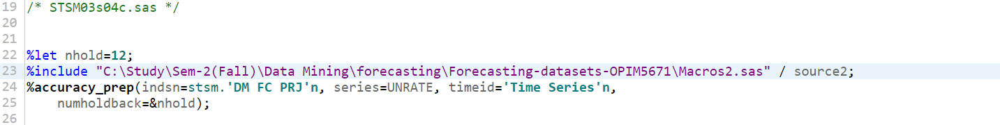 19 /* STSM03s04c.sas */
20
21
22 %let nhold=12;
23 %include "C:\Study\Sem-2(Fall)\Data Mining\forecasting\Forecasting-datasets-OPIM5671\Macros2.sas" / source2;
24 %accuracy_prep(indsn=stsm.'DM FC PRJ'n, series=UNRATE, timeid='Time Series'n,
25     numholdback=&nhold);
26